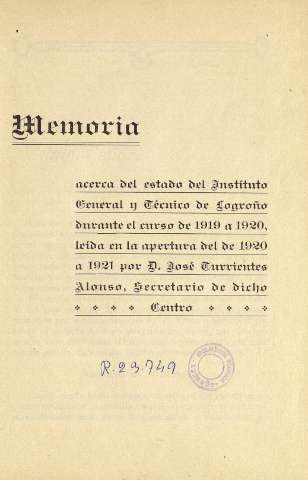 Memoria
acerca del estado del Instituto
General y Técnico de Logroño
durante el curso de 1919 a 1920,
leída en la apertura del de 1920
a 1921 por D. José Turrientes
Alonso, Secretario de dicho
Centro
R. 23.749